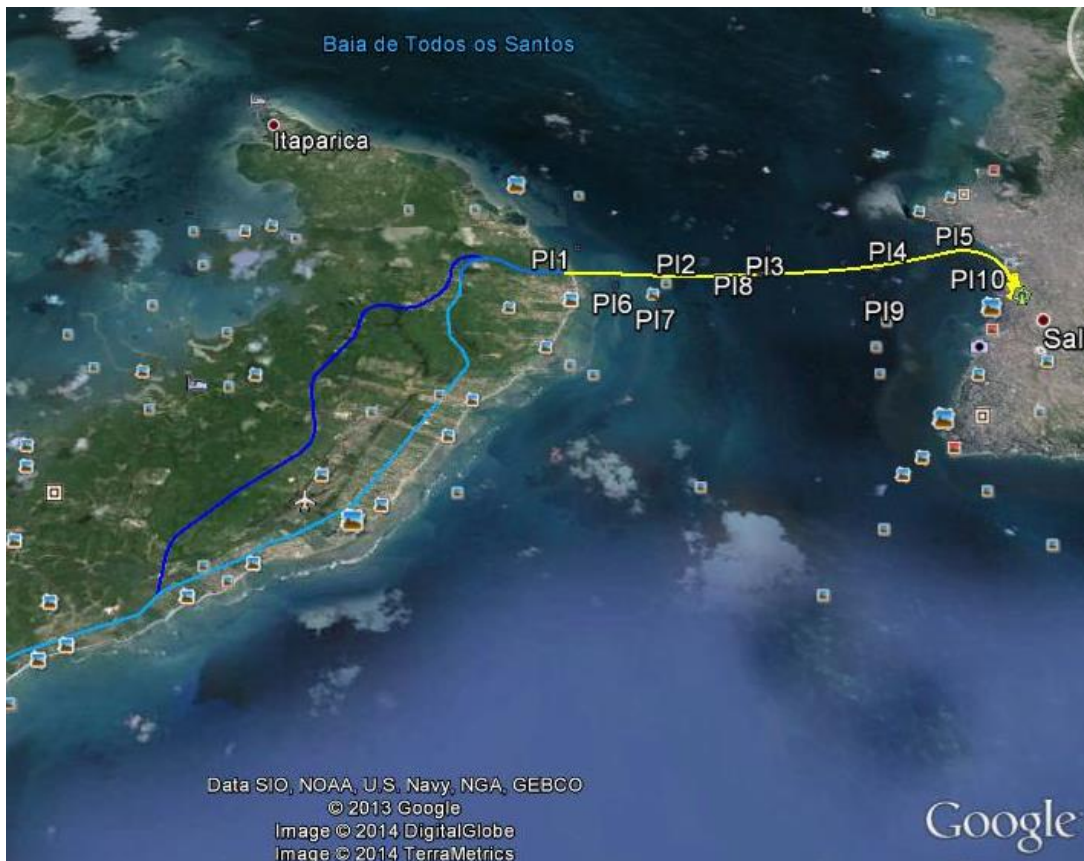 Baia de Todos os Santos
Itaparica
PI1
PI2
PI3
PI4
PI5
PI6
PI7
PI8
PI9
PI10
Sal
Data SIO, NOAA, U.S. Navy, NGA, GEBCO
© 2013 Google
Image © 2014 DigitalGlobe
Image © 2014 TerraMetrics
Google